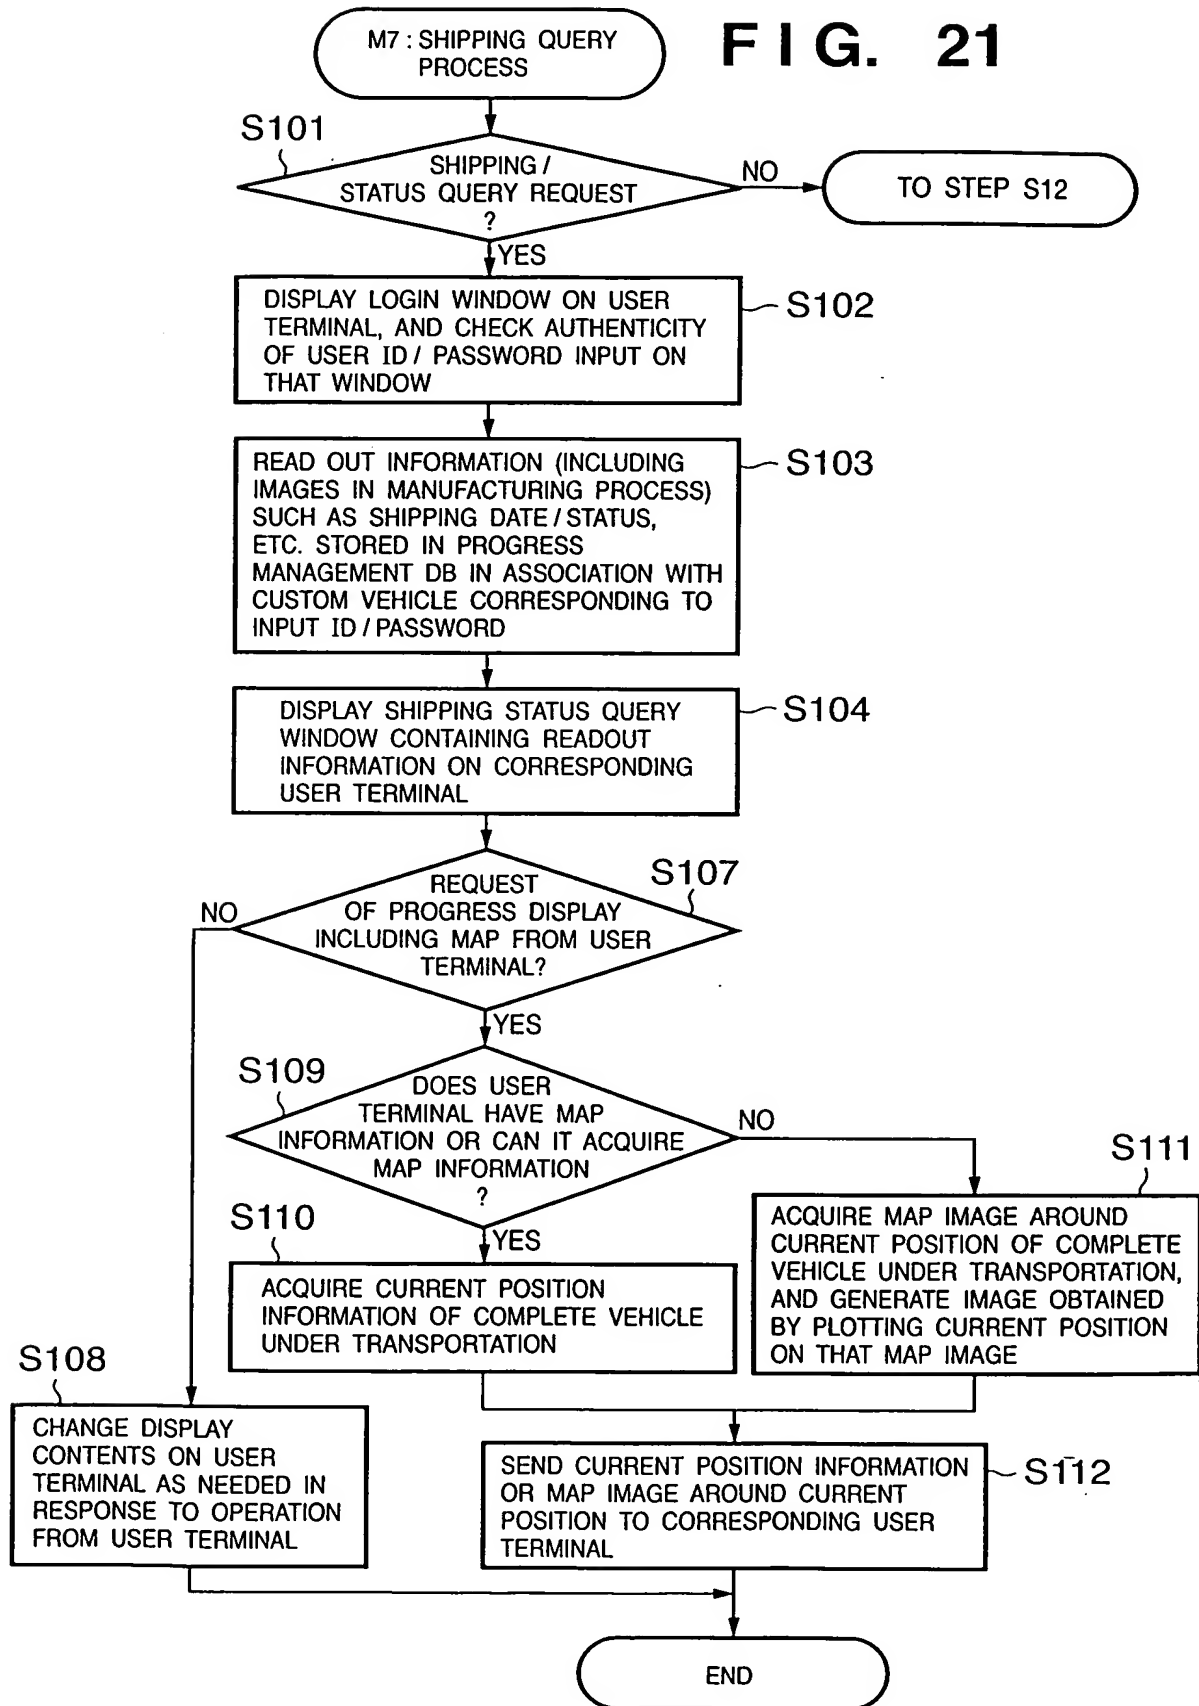 FIG. 21
M7 : SHIPPING QUERY
PROCESS
S101
SHIPPING /
STATUS QUERY REQUEST
?
NO
TO STEP S12
YES
DISPLAY LOGIN WINDOW ON USER
TERMINAL, AND CHECK AUTHENTICITY
OF USER ID / PASSWORD INPUT ON
THAT WINDOW
S102
READ OUT INFORMATION (INCLUDING
IMAGES IN MANUFACTURING PROCESS)
SUCH AS SHIPPING DATE / STATUS,
ETC. STORED IN PROGRESS
MANAGEMENT DB IN ASSOCIATION WITH
CUSTOM VEHICLE CORRESPONDING TO
INPUT ID / PASSWORD
S103
DISPLAY SHIPPING STATUS QUERY
WINDOW CONTAINING READOUT
INFORMATION ON CORRESPONDING
USER TERMINAL
S104
REQUEST
OF PROGRESS DISPLAY
INCLUDING MAP FROM USER
TERMINAL?
S107
NO
YES
S109
DOES USER
TERMINAL HAVE MAP
INFORMATION OR CAN IT ACQUIRE
MAP INFORMATION
?
NO
YES
S110
ACQUIRE CURRENT POSITION
INFORMATION OF COMPLETE VEHICLE
UNDER TRANSPORTATION
S111
ACQUIRE MAP IMAGE AROUND
CURRENT POSITION OF COMPLETE
VEHICLE UNDER TRANSPORTATION,
AND GENERATE IMAGE OBTAINED
BY PLOTTING CURRENT POSITION
ON THAT MAP IMAGE
S108
CHANGE DISPLAY
CONTENTS ON USER
TERMINAL AS NEEDED IN
RESPONSE TO OPERATION
FROM USER TERMINAL
SEND CURRENT POSITION INFORMATION
OR MAP IMAGE AROUND CURRENT
POSITION TO CORRESPONDING USER
TERMINAL
S112
END